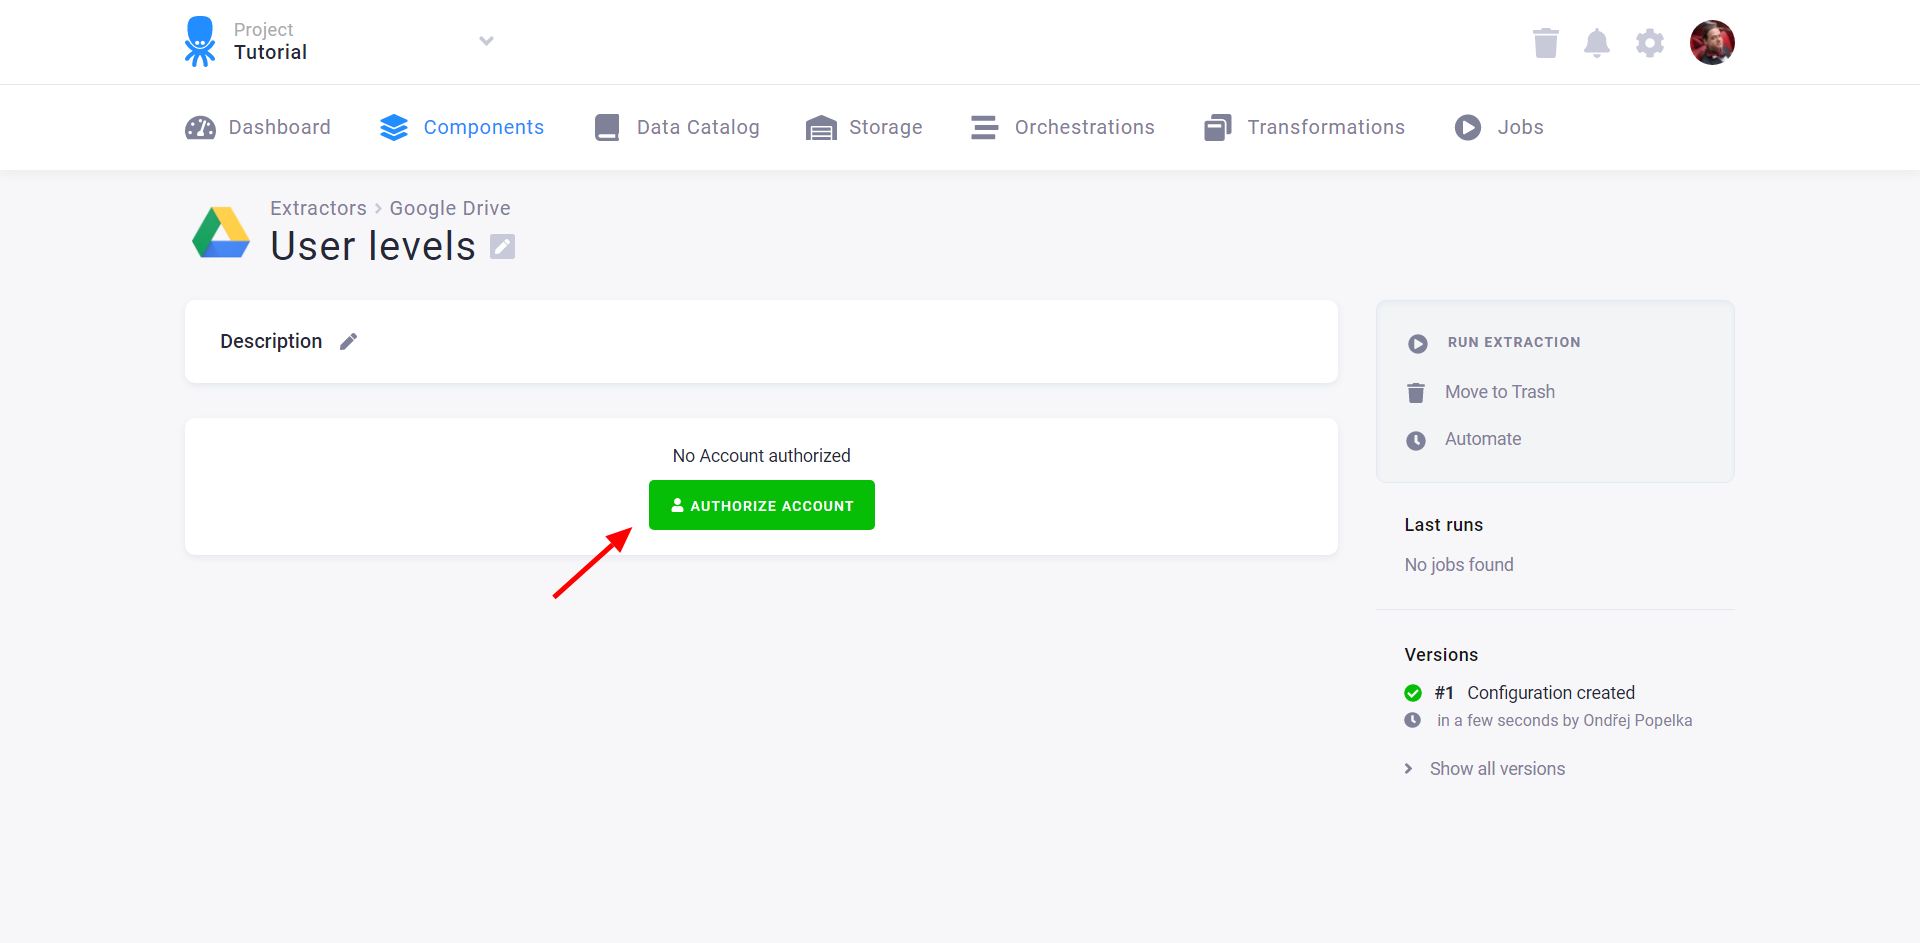 Project
Tutorial
Dashboard
Components
Data Catalog
Storage
Orchestrations
Transformations
Jobs
Extractors > Google Drive
User levels
Description
No Account authorized
AUTHORIZE ACCOUNT
RUN EXTRACTION
Move to Trash
Automate
Last runs
No jobs found
Versions
#1 Configuration created
in a few seconds by Ondřej Popelka
Show all versions